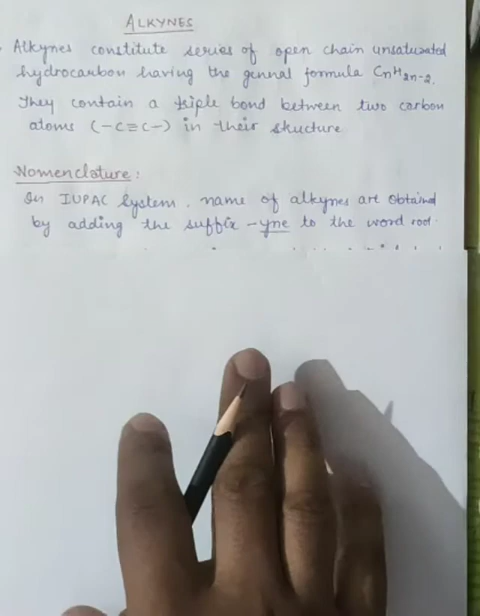 ALKYNES
Alkynes constitute series of open chain unsaturated
hydrocarbon having the general formula CnH2n-2.
They contain a triple bond between two carbon
atoms (-C≡C-) in their structure
Nomenclature:
In IUPAC System, name of alkynes are obtained
by adding the suffix -yne to the word root.